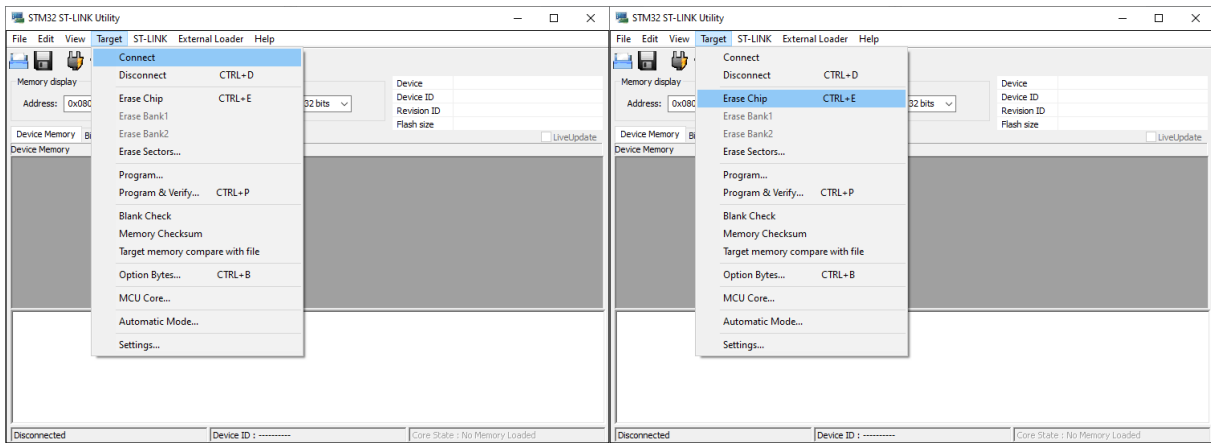 STM32 ST-LINK Utility
File Edit View Target ST-LINK External Loader Help
Memory display
Address: 0x080
32 bits
Device
Device ID
Revision ID
Flash size
Device Memory
LiveUpdate
Device Memory
Connect
Disconnect CTRL+D
Erase Chip CTRL+E
Erase Bank1
Erase Bank2
Erase Sectors...
Program...
Program & Verify... CTRL+P
Blank Check
Memory Checksum
Target memory compare with file
Option Bytes... CTRL+B
MCU Core...
Automatic Mode...
Settings...
Disconnected
Device ID : ----------
Core State : No Memory Loaded
STM32 ST-LINK Utility
File Edit View Target ST-LINK External Loader Help
Memory display
Address: 0x080
32 bits
Device
Device ID
Revision ID
Flash size
Device Memory
LiveUpdate
Device Memory
Connect
Disconnect CTRL+D
Erase Chip CTRL+E
Erase Bank1
Erase Bank2
Erase Sectors...
Program...
Program & Verify... CTRL+P
Blank Check
Memory Checksum
Target memory compare with file
Option Bytes... CTRL+B
MCU Core...
Automatic Mode...
Settings...
Disconnected
Device ID : ----------
Core State : No Memory Loaded